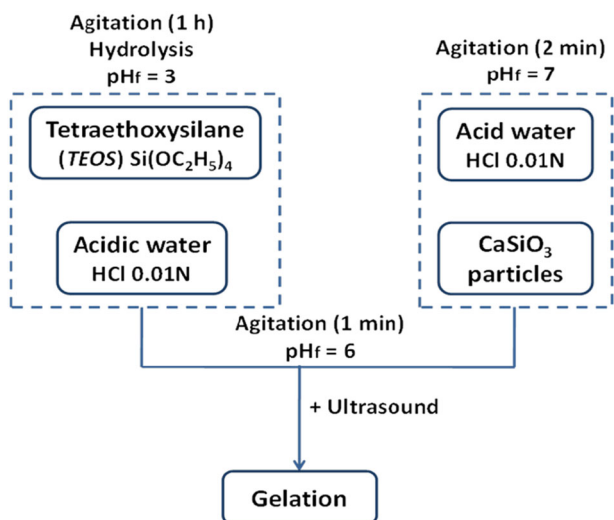 Agitation (1 h)
Hydrolysis
pHf = 3
Tetraethoxysilane
(TEOS) Si(OC₂H₅)₄
Acidic water
HCl 0.01N
Agitation (2 min)
pHf = 7
Acid water
HCl 0.01N
CaSiO₃
particles
Agitation (1 min)
pHf = 6
+ Ultrasound
Gelation